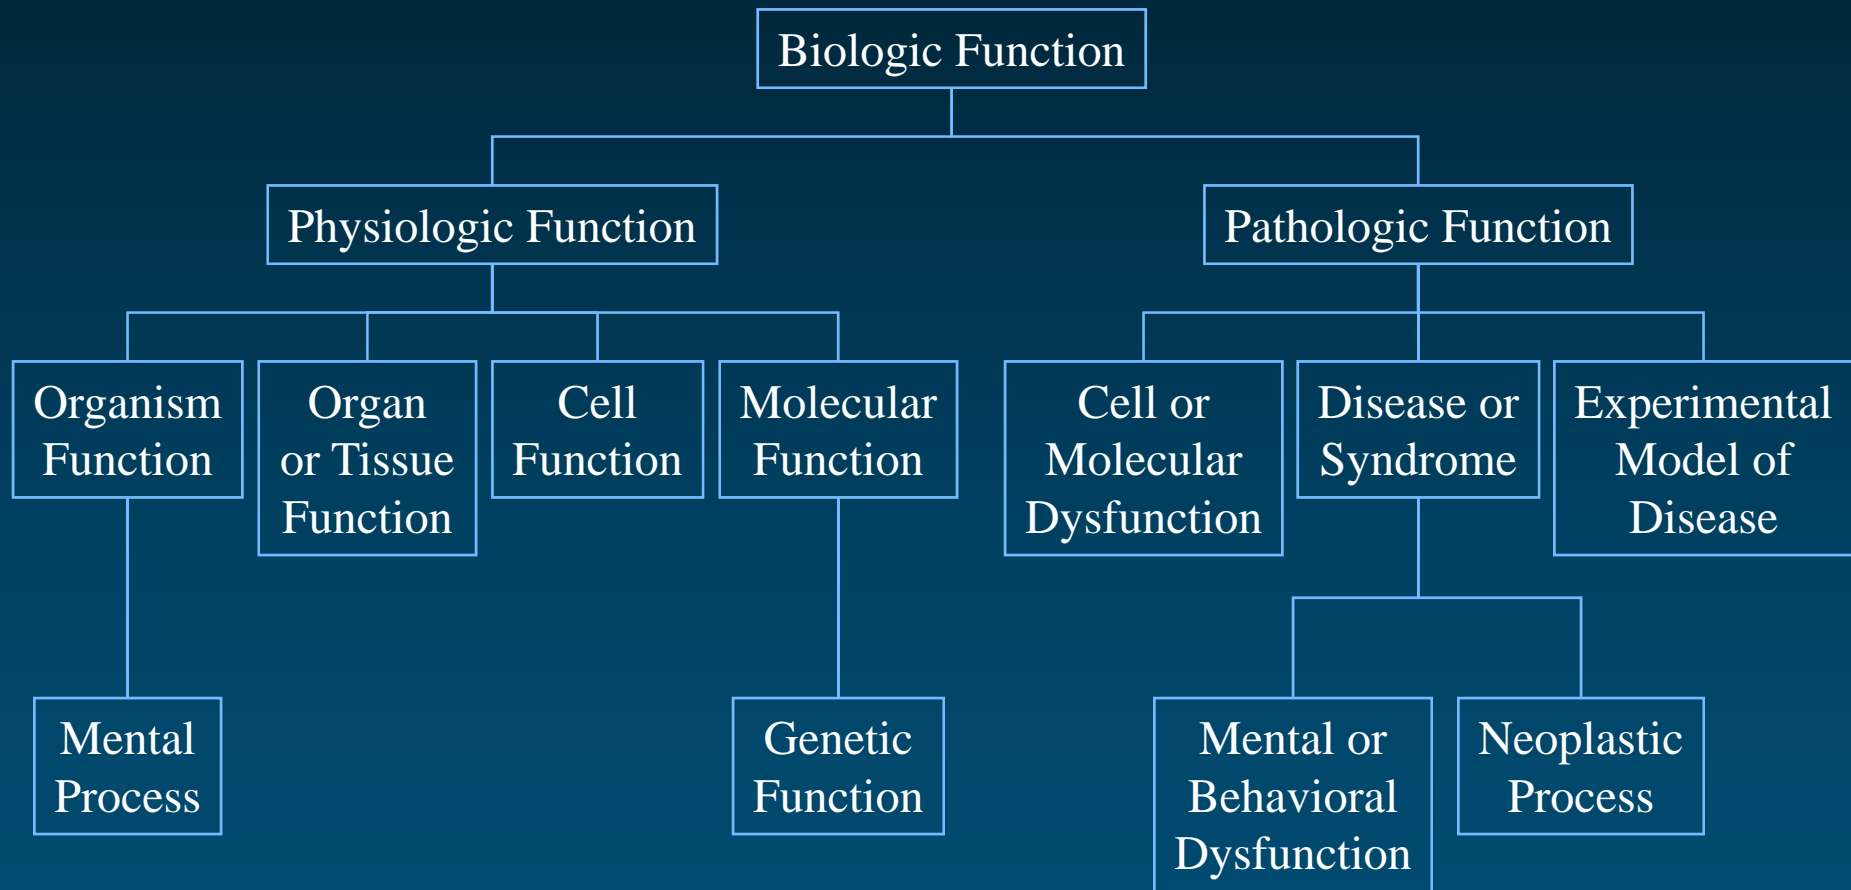 Biologic Function
Physiologic Function
Pathologic Function
Organism
Function
Organ
or Tissue
Function
Cell
Function
Molecular
Function
Cell or
Molecular
Dysfunction
Disease or
Syndrome
Experimental
Model of
Disease
Mental
Process
Genetic
Function
Mental or
Behavioral
Dysfunction
Neoplastic
Process